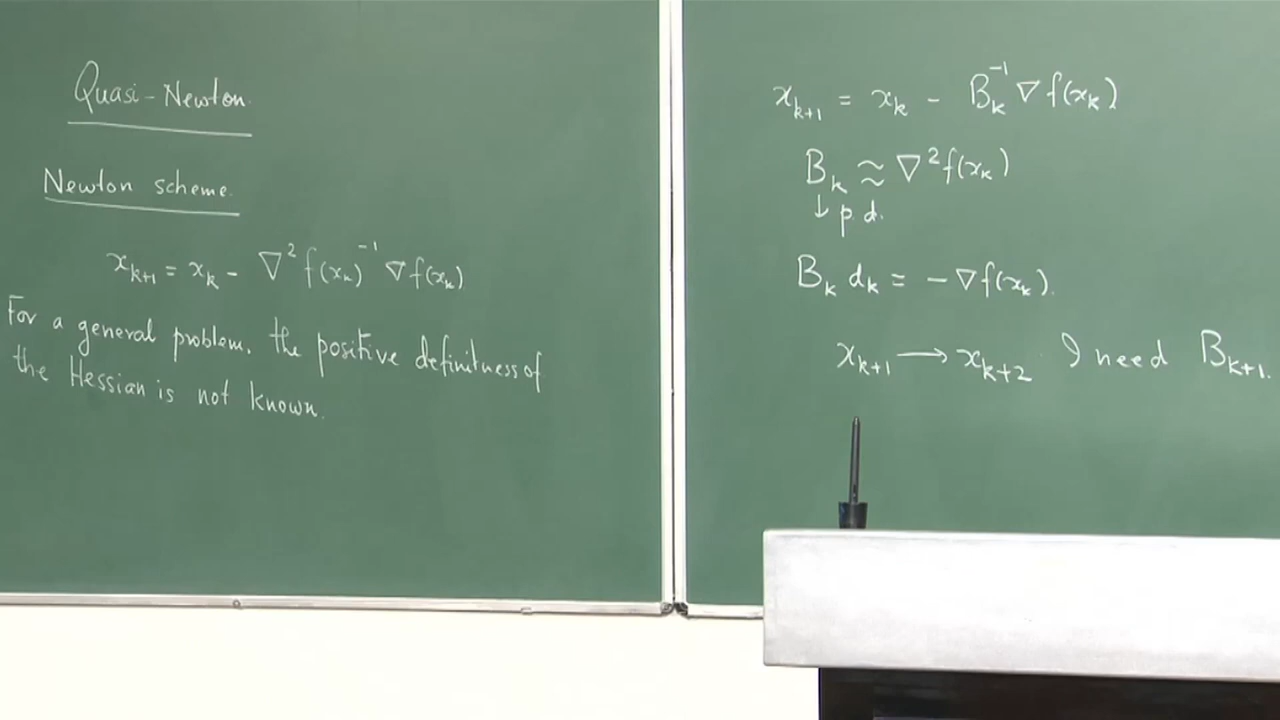 Quasi-Newton
Newton scheme.
x_{k+1} = x_k - ∇²f(x_k)^{-1} ∇f(x_k)
For a general problem, the positive definitness of
the Hessian is not known.
x_{k+1} = x_k - B_k^{-1} ∇f(x_k)
B_k ≈ ∇²f(x_k)
↓ p.d.
B_k d_k = -∇f(x_k).
x_{k+1} → x_{k+2} I need B_{k+1}.